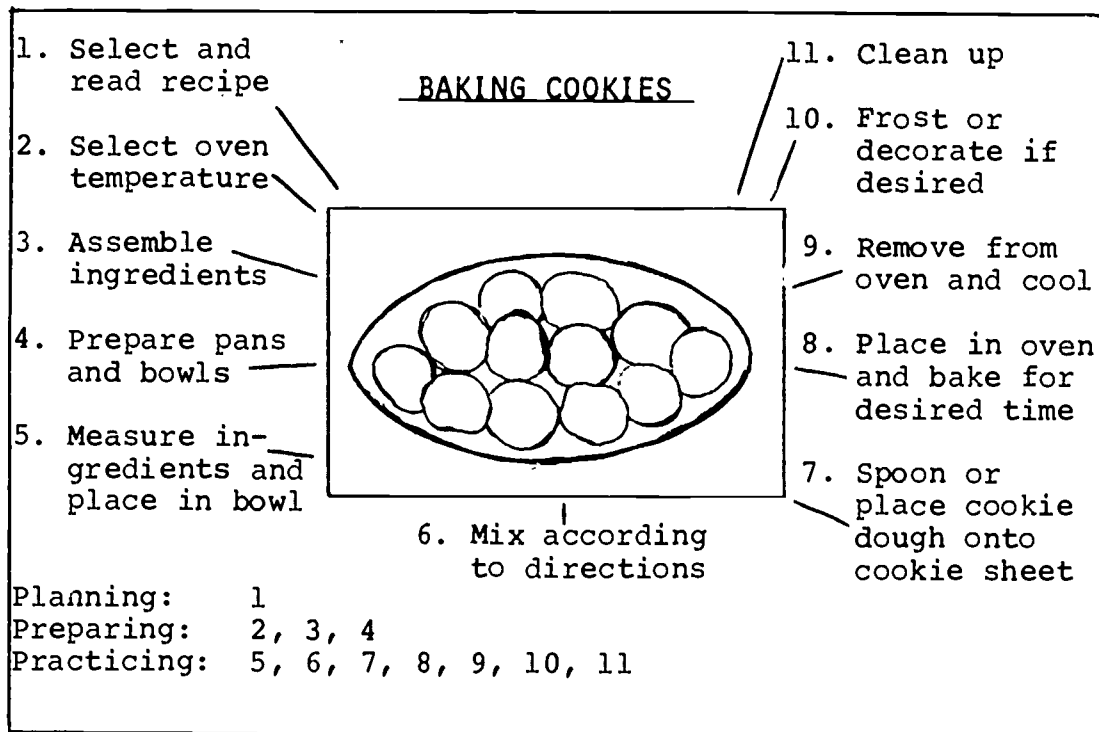 BAKING COOKIES
1. Select and
read recipe
2. Select oven
temperature
3. Assemble
ingredients
4. Prepare pans
and bowls
5. Measure in-
gredients and
place in bowl
6. Mix according
to directions
7. Spoon or
place cookie
dough onto
cookie sheet
8. Place in oven
and bake for
desired time
9. Remove from
oven and cool
10. Frost or
decorate if
desired
11. Clean up
Planning: 1
Preparing: 2, 3, 4
Practicing: 5, 6, 7, 8, 9, 10, 11